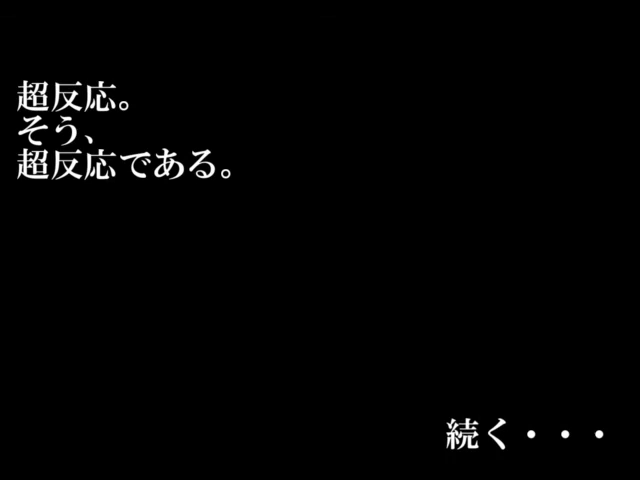 超反応。
そう、
超反応である。
続く・・・